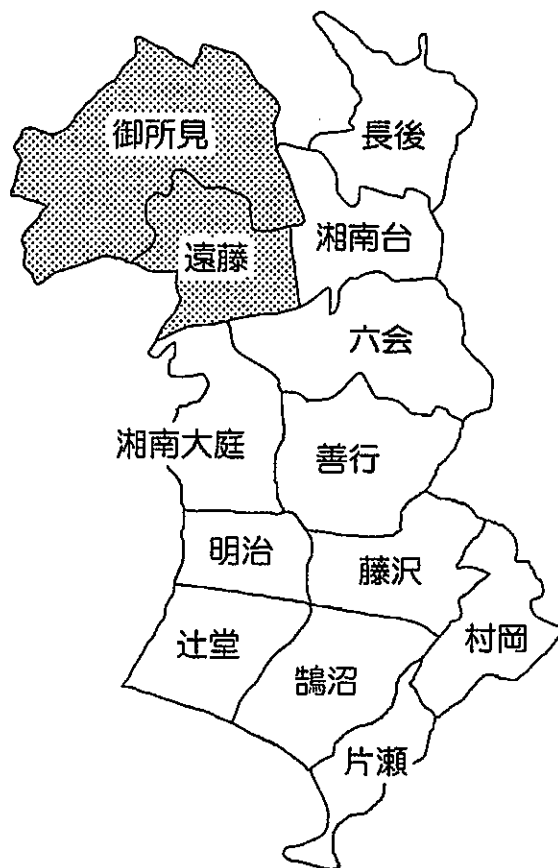 御所見
長後
遠藤
湘南台
六会
湘南大庭
善行
明治
藤沢
村岡
辻堂
鵠沼
片瀬